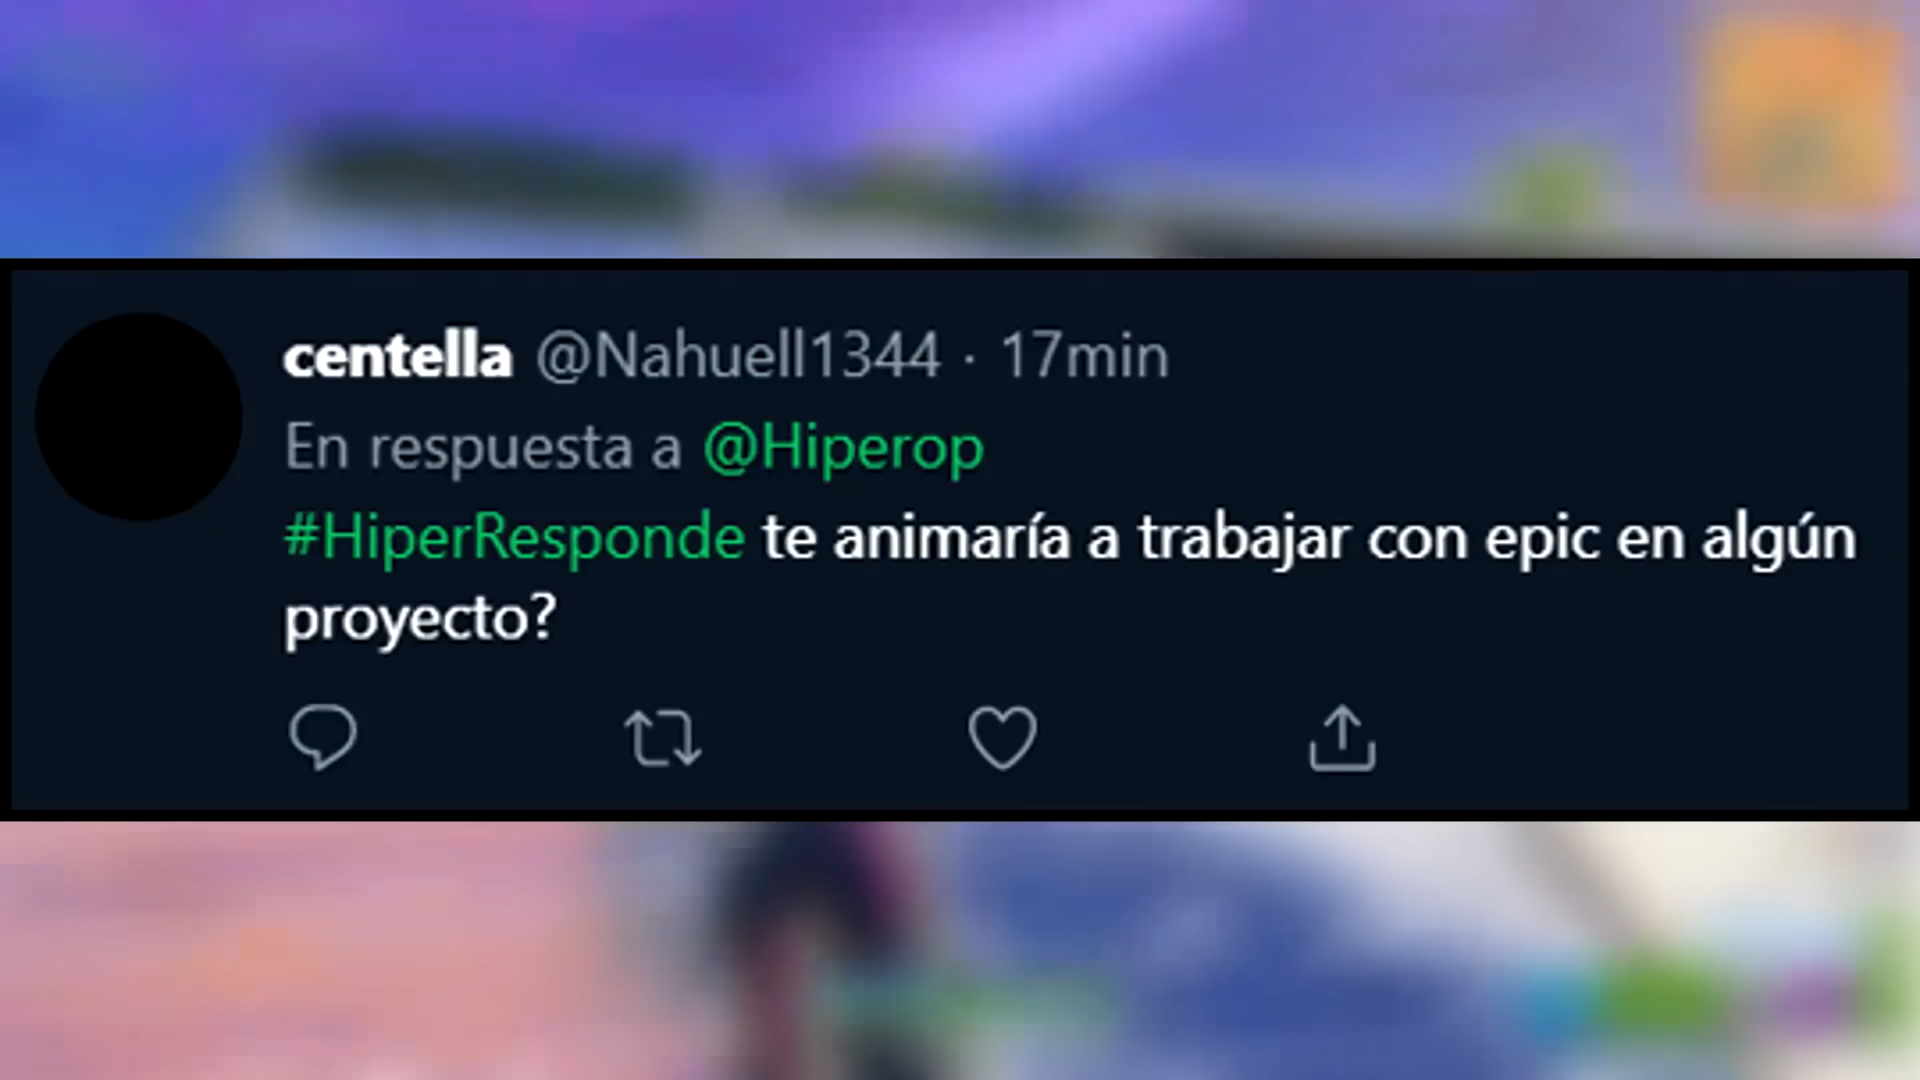 centella @Nahuell1344 · 17min
En respuesta a @Hiperop
#HiperResponde te animaría a trabajar con epic en algún
proyecto?